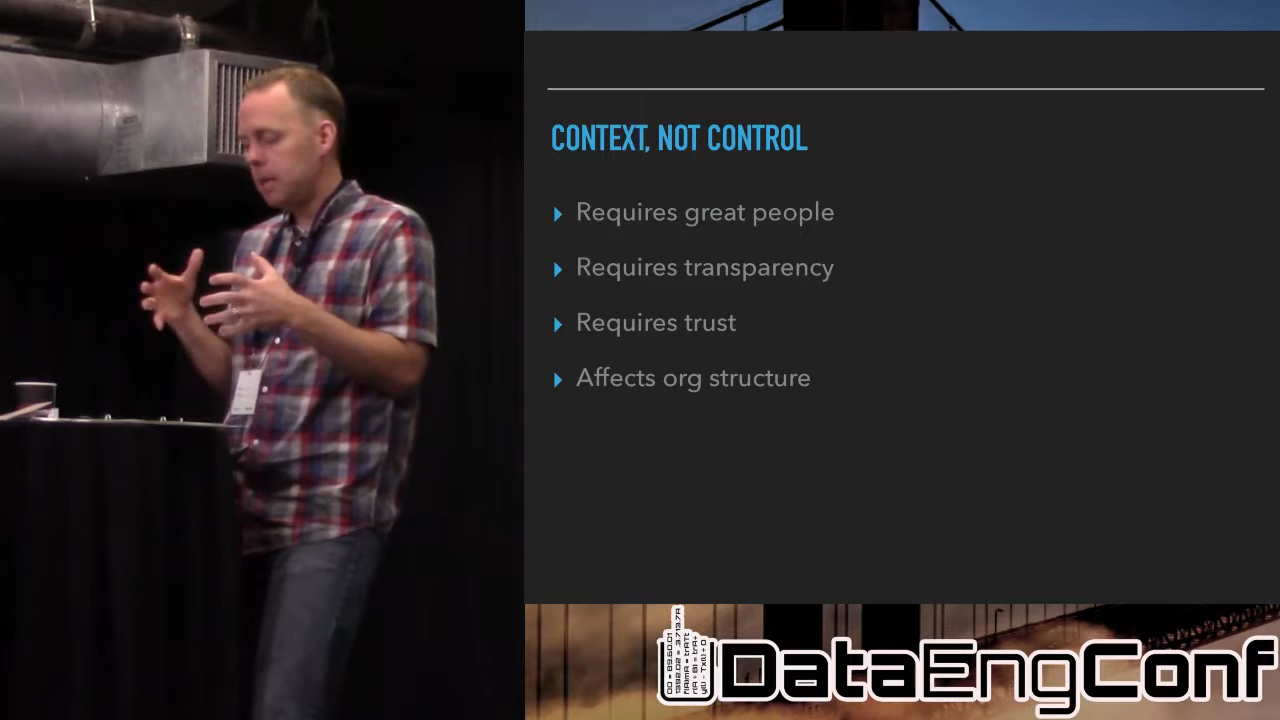 CONTEXT, NOT CONTROL
Requires great people
Requires transparency
Requires trust
Affects org structure
DataEngConf